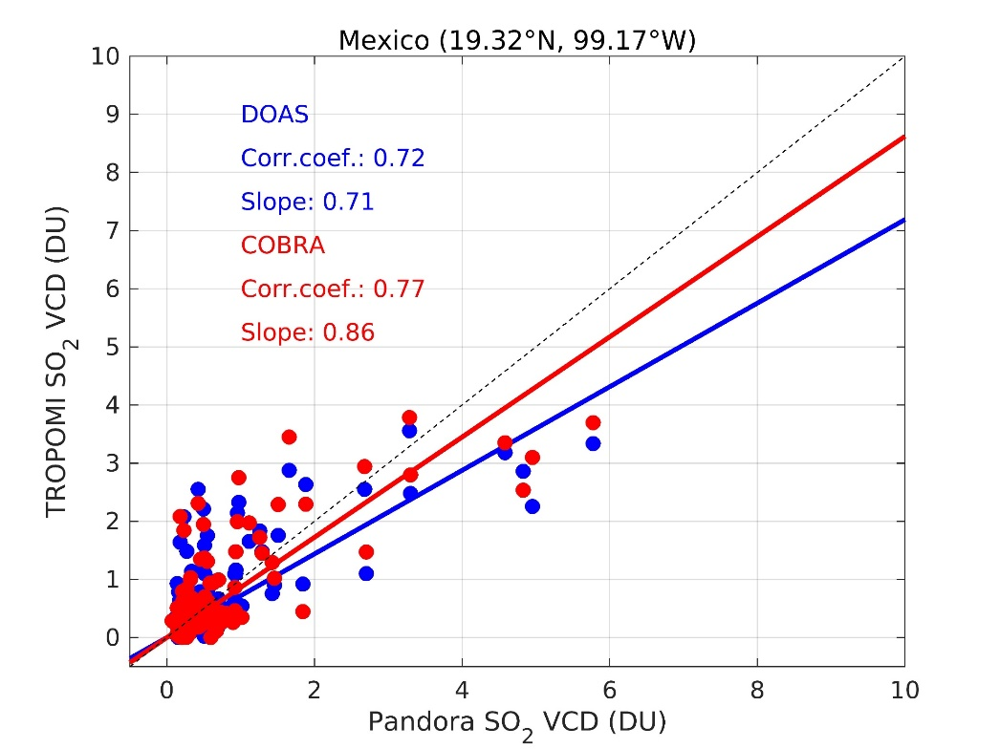 Mexico (19.32°N, 99.17°W)
10
9
8
7
6
5
4
3
2
1
0
TROPOMI SO2 VCD (DU)
DOAS
Corr.coef.: 0.72
Slope: 0.71
COBRA
Corr.coef.: 0.77
Slope: 0.86
0 2 4 6 8 10
Pandora SO2 VCD (DU)